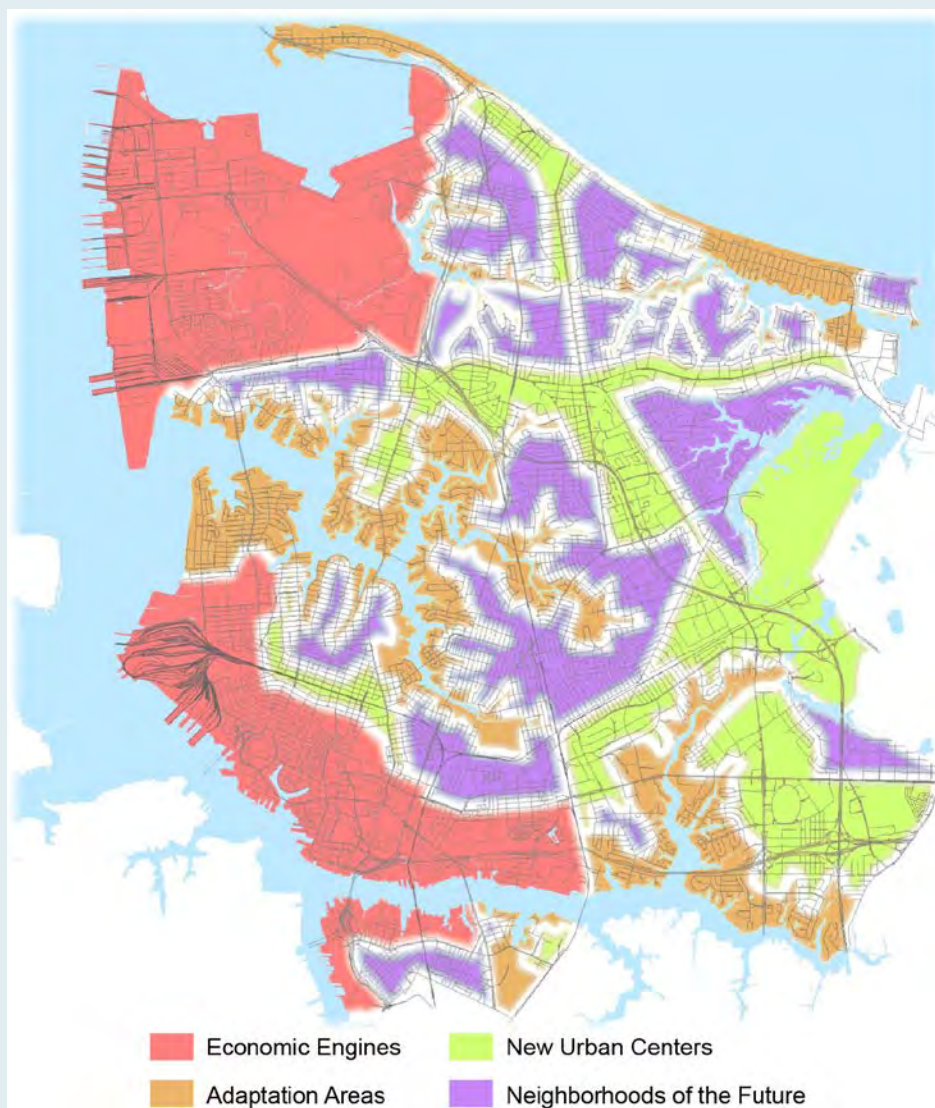 Economic Engines
New Urban Centers
Adaptation Areas
Neighborhoods of the Future